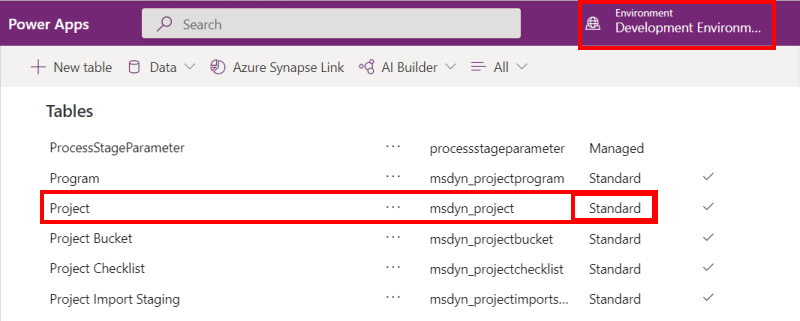 Power Apps
Search
Environment
Development Environm...
New table
Data
Azure Synapse Link
AI Builder
All
Tables
ProcessStageParameter ··· processstageparameter Managed
Program ··· msdyn_projectprogram Standard
Project ··· msdyn_project Standard
Project Bucket ··· msdyn_projectbucket Standard
Project Checklist ··· msdyn_projectchecklist Standard
Project Import Staging ··· msdyn_projectimports... Standard